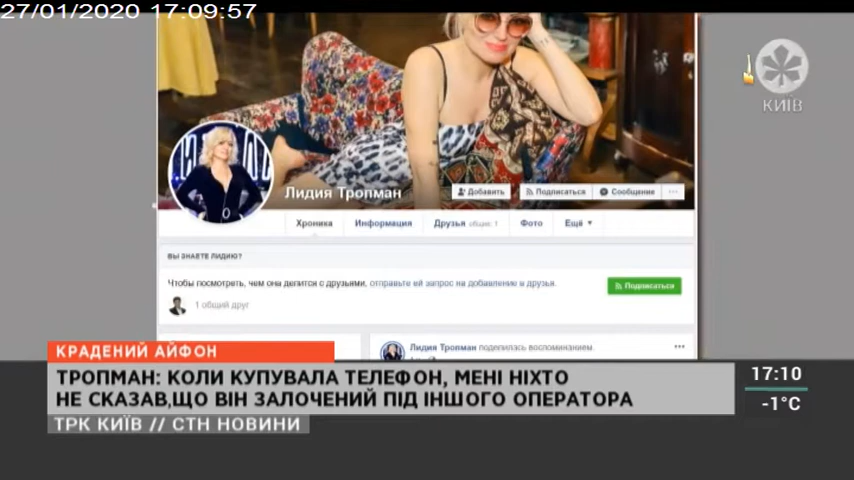 27/01/2020 17:09:57
КИЇВ
Лидия Тропман
Добавить
Подписаться
Сообщение
Хроника
Информация
Друзья общие: 1
Фото
Ещё
ВЫ ЗНАЕТЕ ЛИДИЮ?
Чтобы посмотреть, чем она делится с друзьями, отправьте ей запрос на добавление в друзья.
Подписаться
1 общий друг
Лидия Тропман поделилась воспоминанием.
КРАДЕНИЙ АЙФОН
ТРОПМАН: КОЛИ КУПУВАЛА ТЕЛЕФОН, МЕНІ НІХТО
НЕ СКАЗАВ,ЩО ВІН ЗАЛОЧЕНИЙ ПІД ІНШОГО ОПЕРАТОРА
17:10
-1°C
ТРК КИЇВ // СТН НОВИНИ